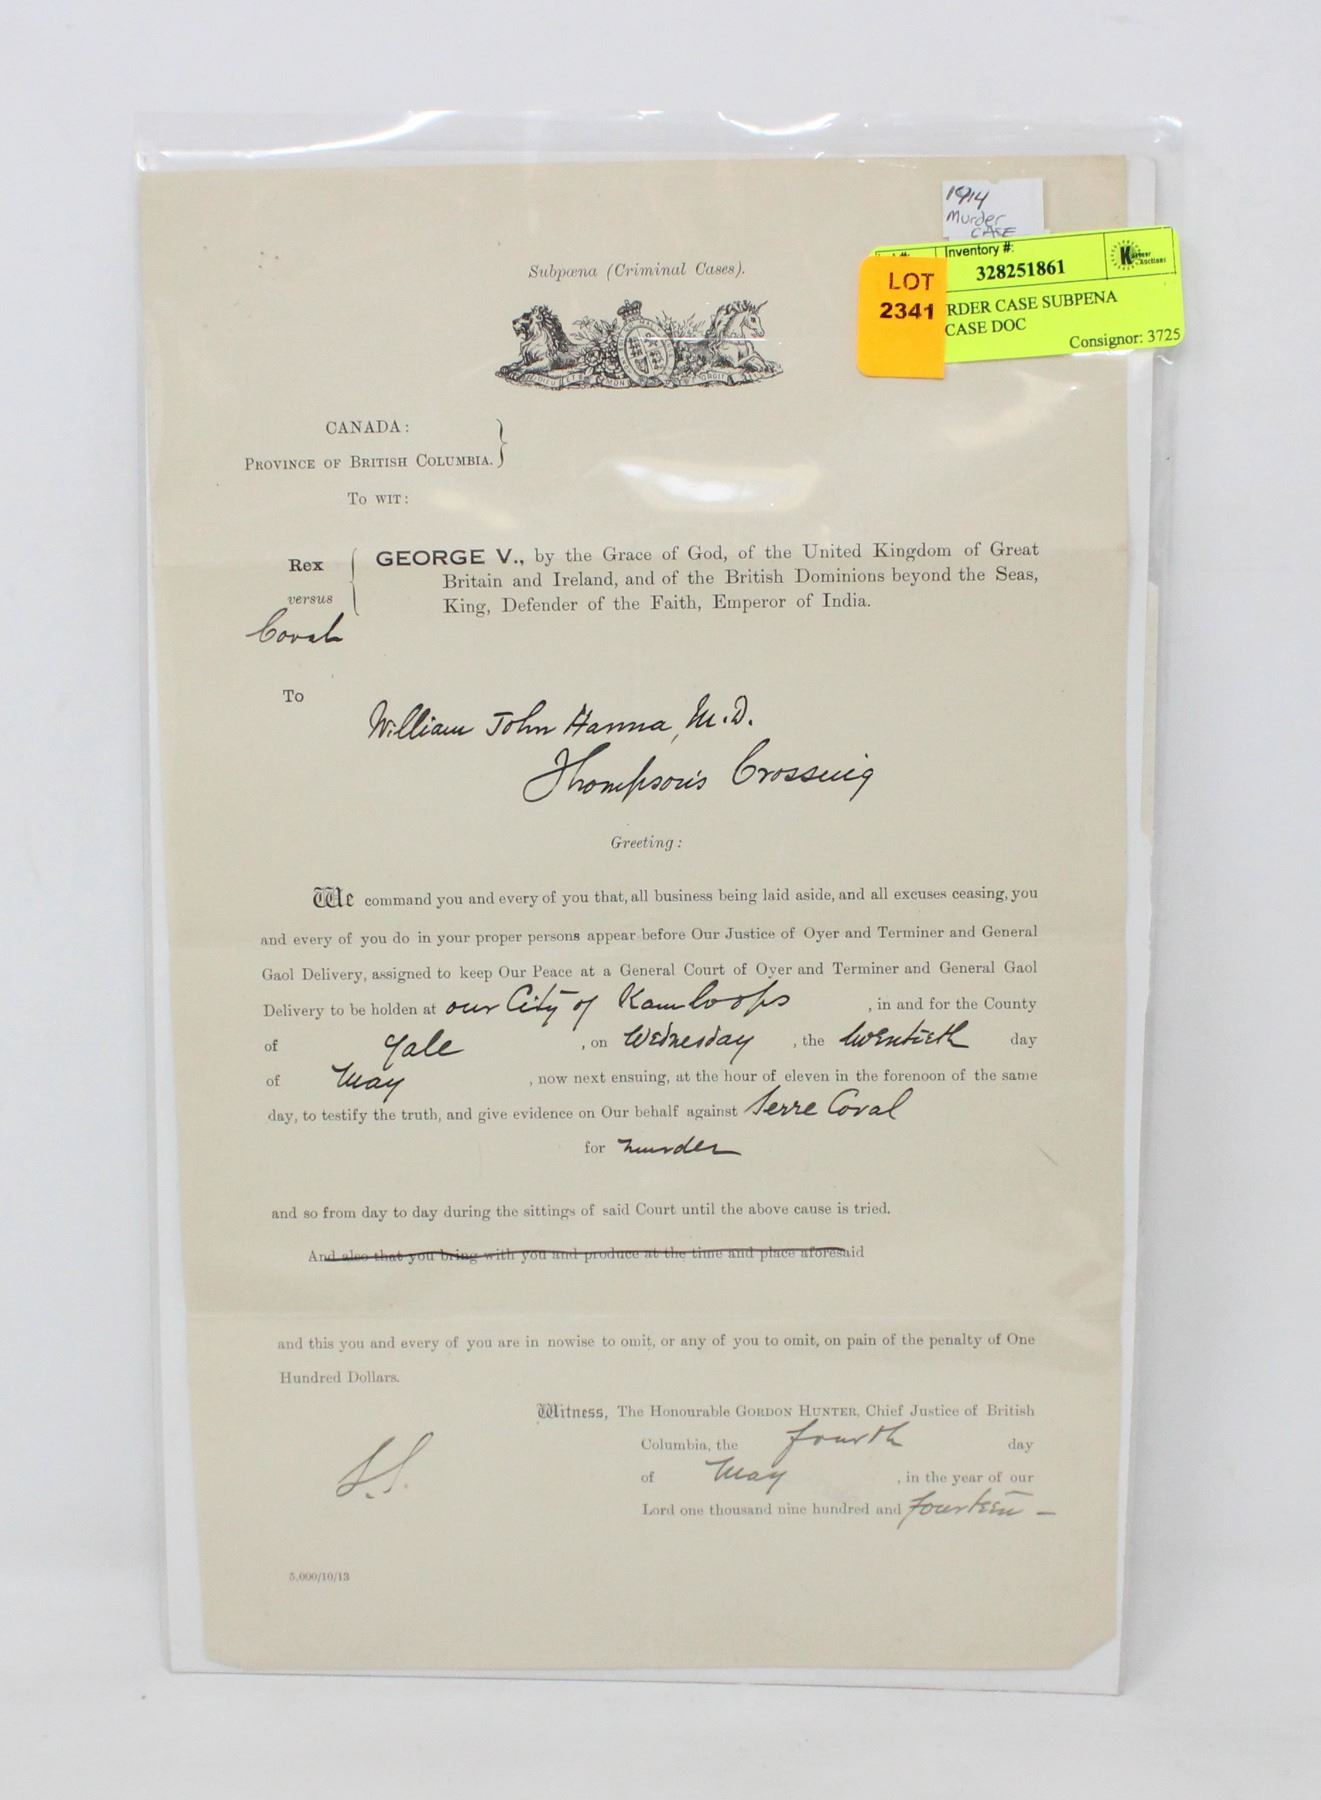 1914
Murder
CASE
Inventory #:
328251861
LOT
2341
RDER CASE SUBPENA
CASE DOC
Consignor: 3725
Subpœna (Criminal Cases).
CANADA:
PROVINCE OF BRITISH COLUMBIA.
TO WIT:
Rex
versus
Coval
GEORGE V., by the Grace of God, of the United Kingdom of Great
Britain and Ireland, and of the British Dominions beyond the Seas,
King, Defender of the Faith, Emperor of India.
To
William John Hanna, M.D.
Thompson's Crossing
Greeting:
We command you and every of you that, all business being laid aside, and all excuses ceasing, you
and every of you do in your proper persons appear before Our Justice of Oyer and Terminer and General
Gaol Delivery, assigned to keep Our Peace at a General Court of Oyer and Terminer and General Gaol
Delivery to be holden at our City of Kamloops, in and for the County
of Yale, on Wednesday, the twentieth day
of May, now next ensuing, at the hour of eleven in the forenoon of the same
day, to testify the truth, and give evidence on Our behalf against Coval
for murder
and so from day to day during the sittings of said Court until the above cause is tried.
And also that you bring with you and produce at the time and place aforesaid
and this you and every of you are in nowise to omit, or any of you to omit, on pain of the penalty of One
Hundred Dollars.
Witness, The Honourable GORDON HUNTER, Chief Justice of British
Columbia, the fourth day
of May, in the year of our
Lord one thousand nine hundred and fourteen —
5,000/10/13